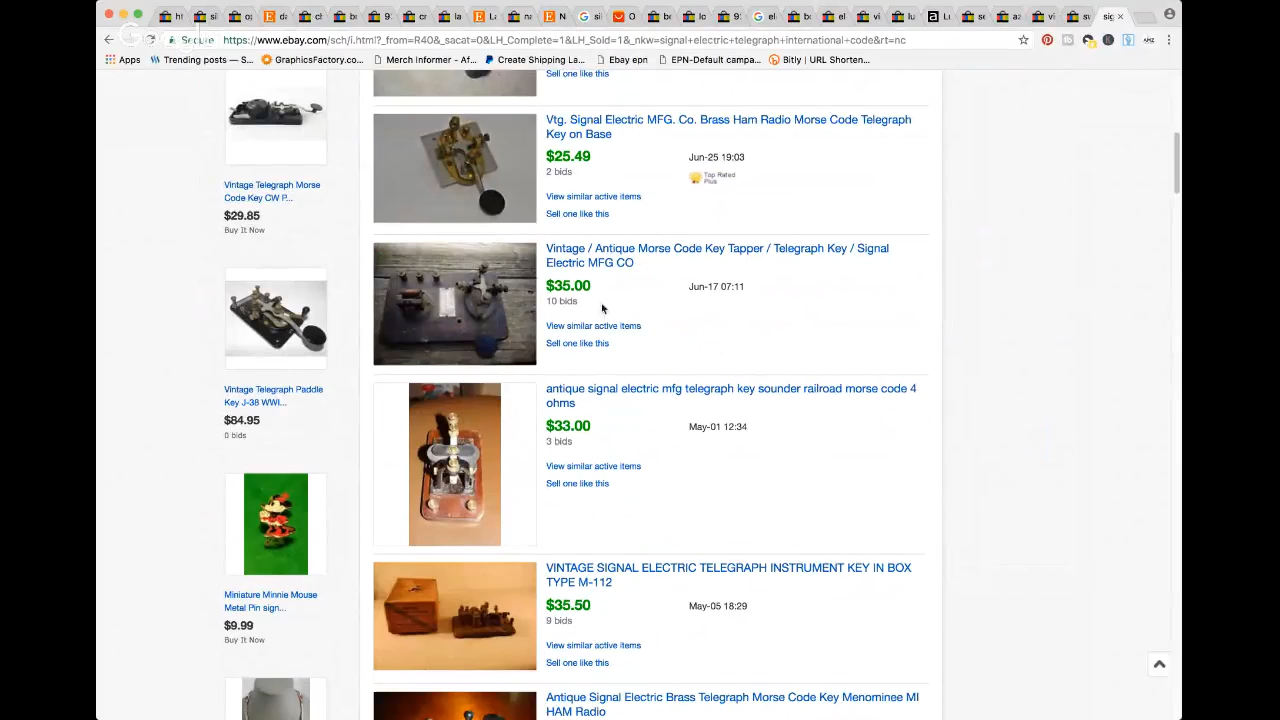 Secure https://www.ebay.com/sch/i.html?_from=R40&_sacat=0&LH_Complete=1&LH_Sold=1&_nkw=signal+electric+telegraph+international+code&rt=nc
Apps Trending posts – S... GraphicsFactory.co... Merch Informer - Af... Create Shipping La... Ebay epn EPN-Default campa... Bitly | URL Shorten...
Sell one like this
Vtg. Signal Electric MFG. Co. Brass Ham Radio Morse Code Telegraph
Key on Base
$25.49 Jun-25 19:03
2 bids
Top Rated
Plus
View similar active items
Sell one like this
Vintage / Antique Morse Code Key Tapper / Telegraph Key / Signal
Electric MFG CO
$35.00 Jun-17 07:11
10 bids
View similar active items
Sell one like this
antique signal electric mfg telegraph key sounder railroad morse code 4
ohms
$33.00 May-01 12:34
3 bids
View similar active items
Sell one like this
VINTAGE SIGNAL ELECTRIC TELEGRAPH INSTRUMENT KEY IN BOX
TYPE M-112
$35.50 May-05 18:29
9 bids
View similar active items
Sell one like this
Antique Signal Electric Brass Telegraph Morse Code Key Menominee MI
HAM Radio
Vintage Telegraph Morse
Code Key CW P...
$29.85
Buy It Now
Vintage Telegraph Paddle
Key J-38 WWI...
$84.95
0 bids
Miniature Minnie Mouse
Metal Pin sign...
$9.99
Buy It Now